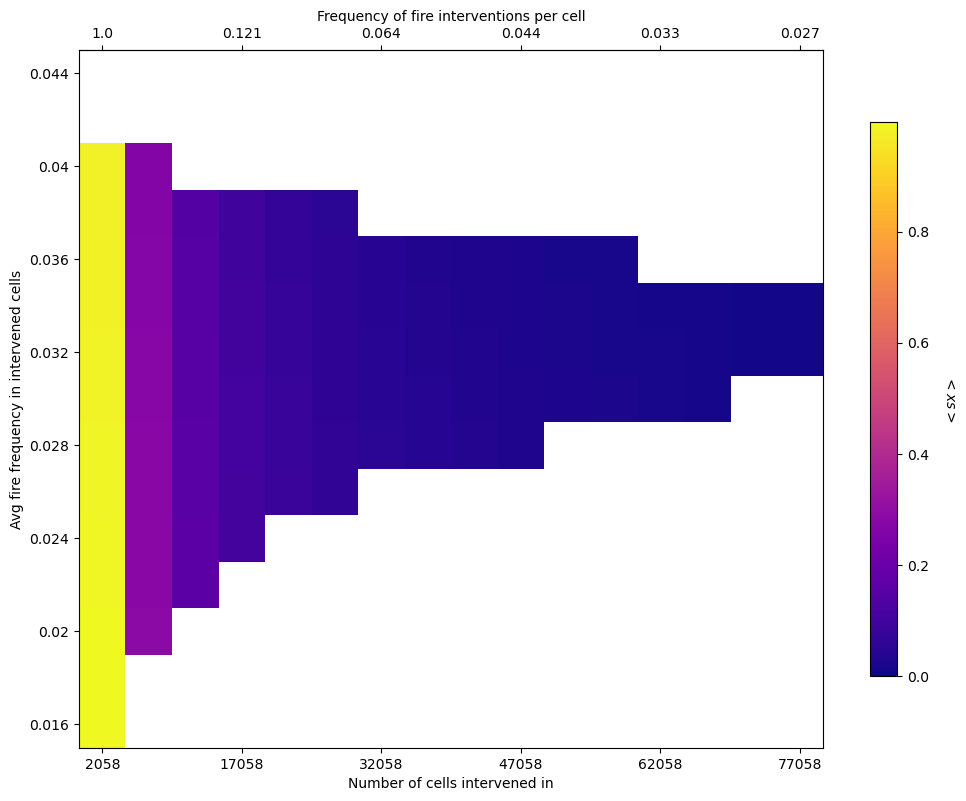 Frequency of fire interventions per cell
1.0 0.121 0.064 0.044 0.033 0.027
Avg fire frequency in intervened cells
0.044
0.04
0.036
0.032
0.028
0.024
0.02
0.016
2058 17058 32058 47058 62058 77058
Number of cells intervened in
0.8
0.6
0.4
0.2
0.0
<sx>